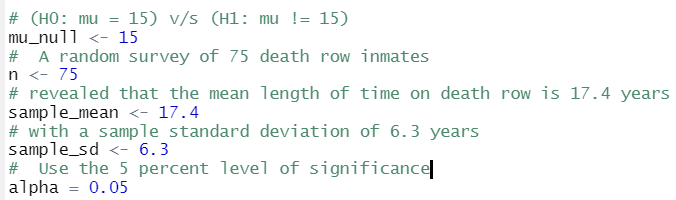 # (H0: mu = 15) v/s (H1: mu != 15)
mu_null <- 15
#  A random survey of 75 death row inmates
n <- 75
# revealed that the mean length of time on death row is 17.4 years
sample_mean <- 17.4
# with a sample standard deviation of 6.3 years
sample_sd <- 6.3
#  Use the 5 percent level of significance
alpha = 0.05